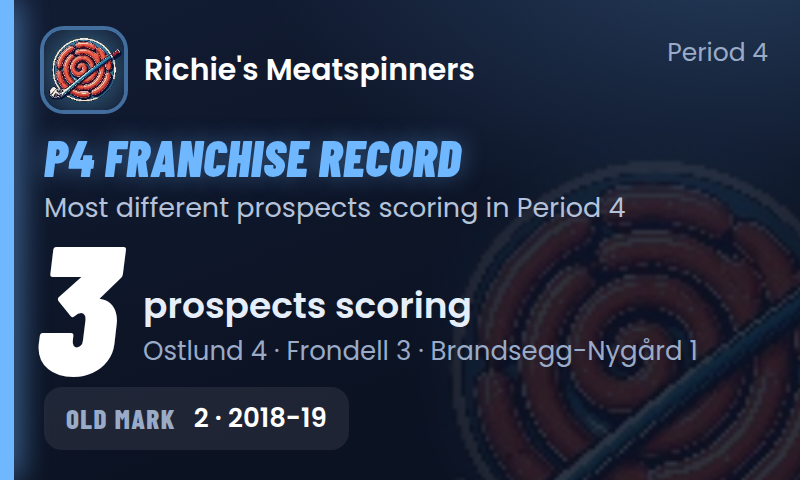 Richie's Meatspinners
Period 4
P4 FRANCHISE RECORD
Most different prospects scoring in Period 4
3
prospects scoring
Ostlund 4 · Frondell 3 · Brandsegg-Nygård 1
OLD MARK 2 · 2018-19